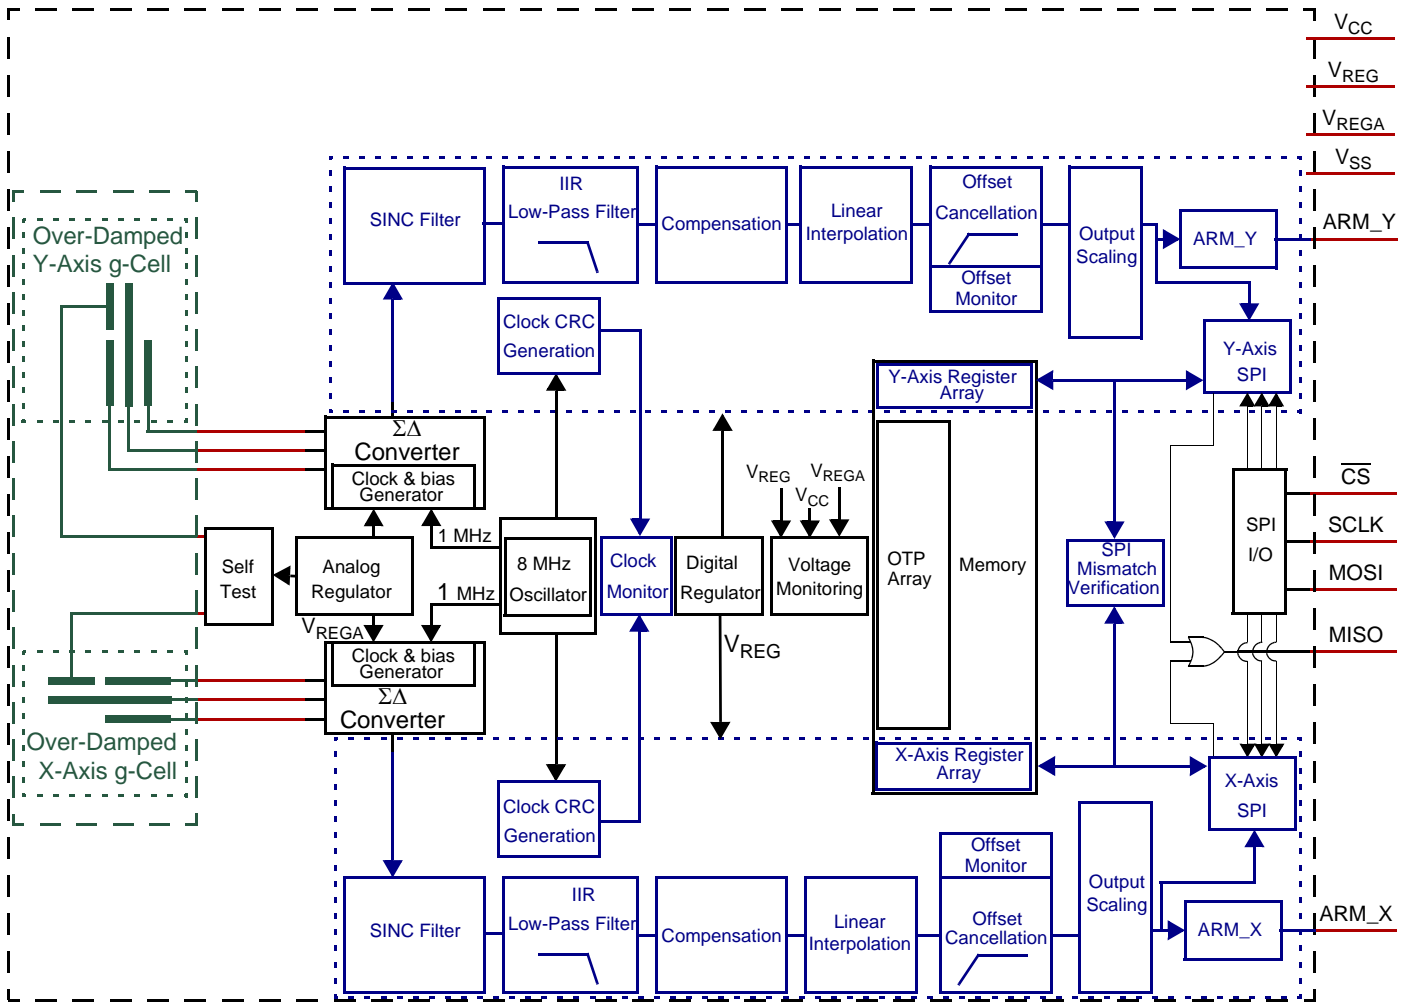 VCC
VREG
VREGA
VSS
ARM_Y
SINC Filter
IIR
Low-Pass Filter
Compensation
Linear
Interpolation
Offset
Cancellation
Offset
Monitor
Output
Scaling
ARM_Y
Over-Damped
Y-Axis g-Cell
Clock CRC
Generation
Y-Axis
SPI
Y-Axis Register
Array
ΣΔ
Converter
Clock & bias
Generator
VREG
VCC
VREGA
CS
SCLK
MOSI
MISO
SPI
I/O
1 MHz
1 MHz
Self
Test
Analog
Regulator
VREGA
8 MHz
Oscillator
Clock
Monitor
Digital
Regulator
VREG
Voltage
Monitoring
OTP
Array
Memory
SPI
Mismatch
Verification
Clock & bias
Generator
ΣΔ
Converter
Over-Damped
X-Axis g-Cell
X-Axis Register
Array
X-Axis
SPI
Clock CRC
Generation
SINC Filter
IIR
Low-Pass Filter
Compensation
Linear
Interpolation
Offset
Monitor
Offset
Cancellation
Output
Scaling
ARM_X
ARM_X